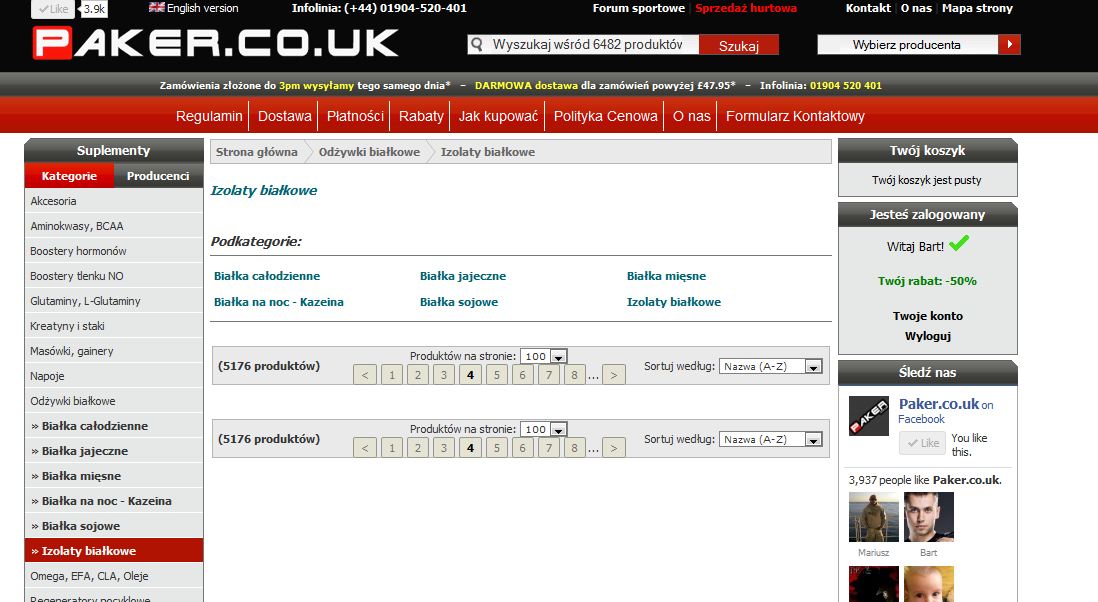 Like 3.9k English version Infolinia: (+44) 01904-520-401 Forum sportowe | Sprzedaż hurtowa Kontakt | O nas | Mapa strony
PAKER.CO.UK
Wyszukaj wśród 6482 produktów Szukaj Wybierz producenta
Zamówienia złożone do 3pm wysyłamy tego samego dnia* – DARMOWA dostawa dla zamówień powyżej £47.95* – Infolinia: 01904 520 401
Regulamin Dostawa Płatności Rabaty Jak kupować Polityka Cenowa O nas Formularz Kontaktowy
Suplementy
Kategorie Producenci
Akcesoria
Aminokwasy, BCAA
Boostery hormonów
Boostery tlenku NO
Glutaminy, L-Glutaminy
Kreatyny i staki
Masówki, gainery
Napoje
Odżywki białkowe
» Białka całodzienne
» Białka jajeczne
» Białka mięsne
» Białka na noc - Kazeina
» Białka sojowe
» Izolaty białkowe
Omega, EFA, CLA, Oleje
Regeneratory pocyklowe
Strona główna Odżywki białkowe Izolaty białkowe
Izolaty białkowe
Podkategorie:
Białka całodzienne Białka jajeczne Białka mięsne
Białka na noc - Kazeina Białka sojowe Izolaty białkowe
Produktów na stronie: 100
(5176 produktów) < 1 2 3 4 5 6 7 8 ... > Sortuj według: Nazwa (A-Z)
Produktów na stronie: 100
(5176 produktów) < 1 2 3 4 5 6 7 8 ... > Sortuj według: Nazwa (A-Z)
Twój koszyk
Twój koszyk jest pusty
Jesteś zalogowany
Witaj Bart!
Twój rabat: -50%
Twoje konto
Wyloguj
Śledź nas
PAKER
Paker.co.uk on
Facebook
Like You like
this.
3,937 people like Paker.co.uk.
Mariusz Bart